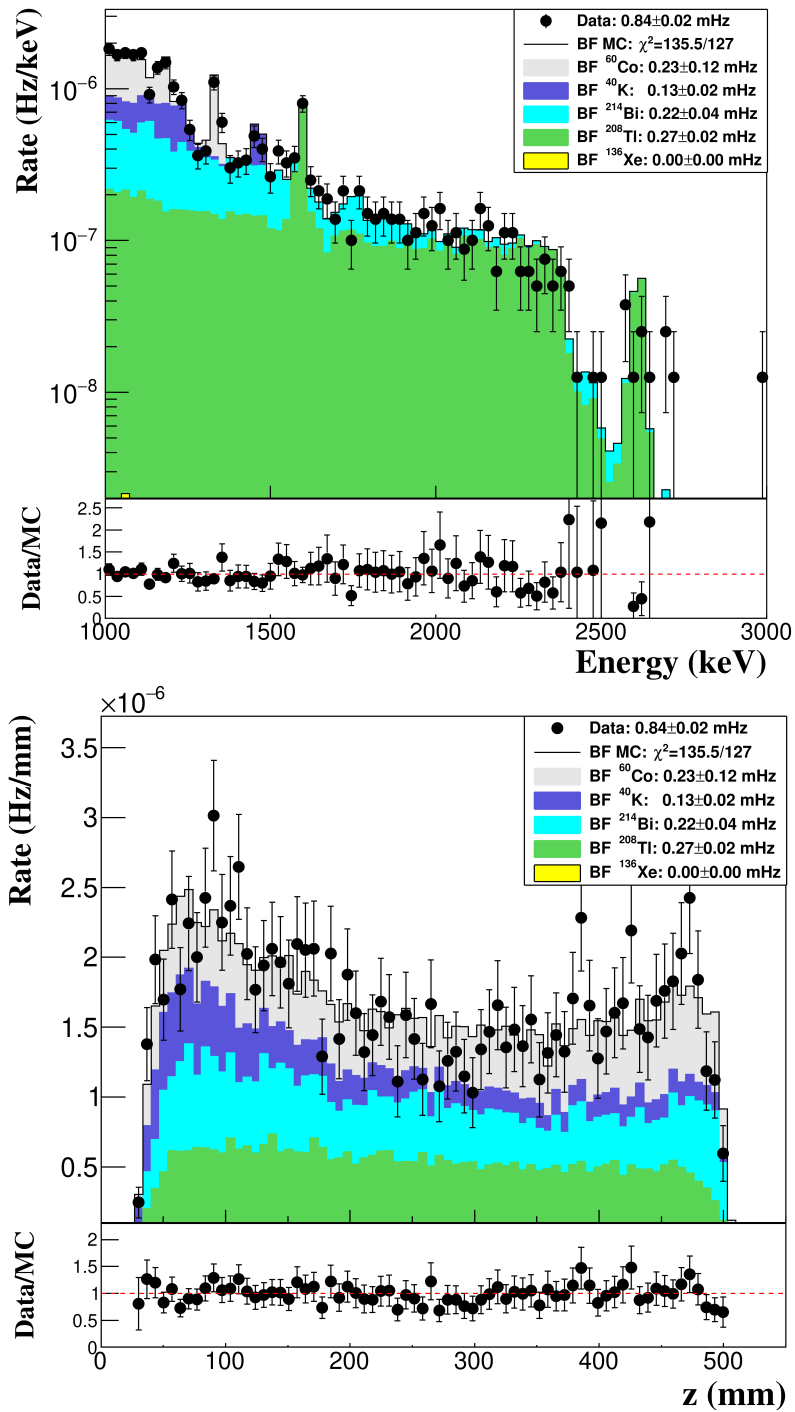 Data: 0.84±0.02 mHz
BF MC: χ²=135.5/127
BF ⁶⁰Co: 0.23±0.12 mHz
BF ⁴⁰K: 0.13±0.02 mHz
BF ²¹⁴Bi: 0.22±0.04 mHz
BF ²⁰⁸Tl: 0.27±0.02 mHz
BF ¹³⁶Xe: 0.00±0.00 mHz
Rate (Hz/keV)
10⁻⁶
10⁻⁷
10⁻⁸
Data/MC
2.5
2
1.5
1
0.5
0
1000 1500 2000 2500 3000
Energy (keV)
×10⁻⁶
Data: 0.84±0.02 mHz
BF MC: χ²=135.5/127
BF ⁶⁰Co: 0.23±0.12 mHz
BF ⁴⁰K: 0.13±0.02 mHz
BF ²¹⁴Bi: 0.22±0.04 mHz
BF ²⁰⁸Tl: 0.27±0.02 mHz
BF ¹³⁶Xe: 0.00±0.00 mHz
Rate (Hz/mm)
3.5
3
2.5
2
1.5
1
0.5
Data/MC
2
1.5
1
0.5
0
0 100 200 300 400 500
z (mm)